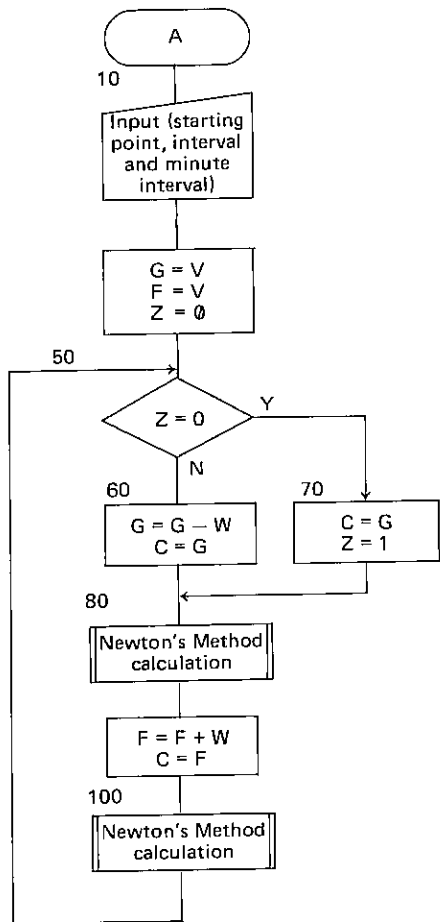 A
10
Input (starting
point, interval
and minute
interval)
G = V
F = V
Z = 0
50
Z = 0
Y
N
60
G = G – W
C = G
70
C = G
Z = 1
80
Newton's Method
calculation
F = F + W
C = F
100
Newton's Method
calculation